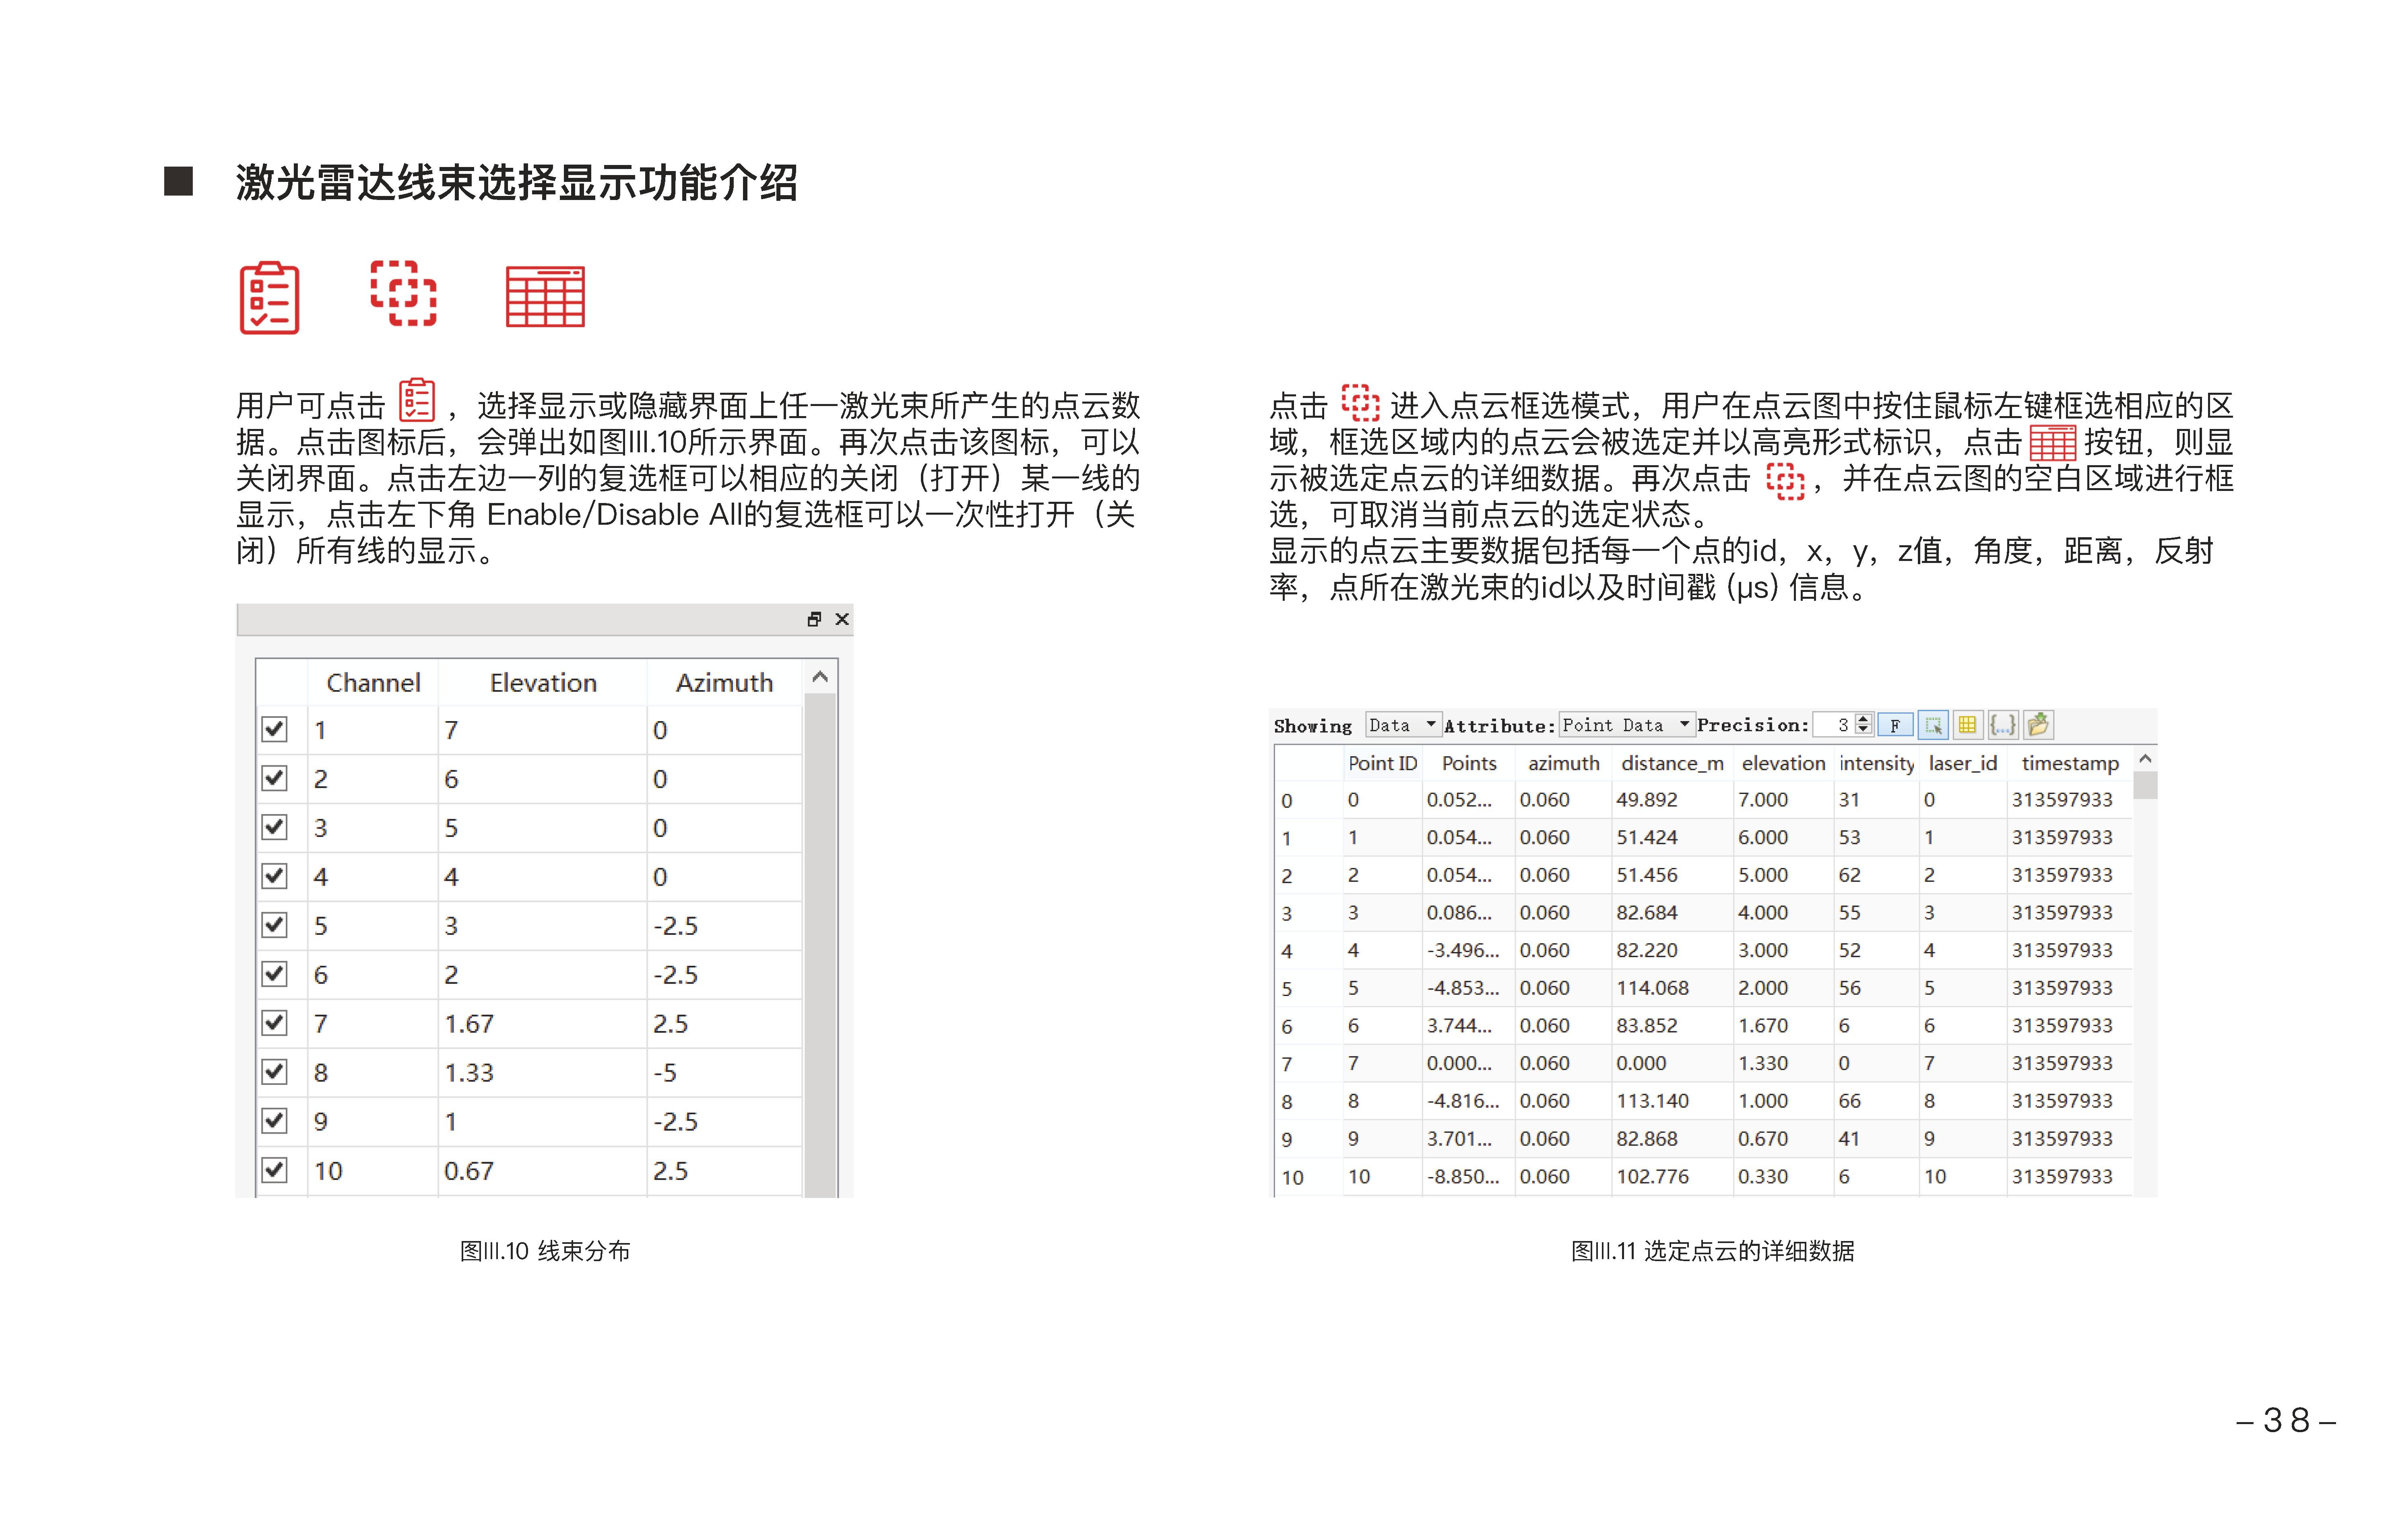 激光雷达线束选择显示功能介绍
用户可点击 ，选择显示或隐藏界面上任一激光束所产生的点云数
据。点击图标后，会弹出如图III.10所示界面。再次点击该图标，可以
关闭界面。点击左边一列的复选框可以相应的关闭（打开）某一线的
显示，点击左下角 Enable/Disable All的复选框可以一次性打开（关
闭）所有线的显示。
Channel Elevation Azimuth
1 7 0
2 6 0
3 5 0
4 4 0
5 3 -2.5
6 2 -2.5
7 1.67 2.5
8 1.33 -5
9 1 -2.5
10 0.67 2.5
图III.10 线束分布
点击 进入点云框选模式，用户在点云图中按住鼠标左键框选相应的区
域，框选区域内的点云会被选定并以高亮形式标识，点击 按钮，则显
示被选定点云的详细数据。再次点击 ，并在点云图的空白区域进行框
选，可取消当前点云的选定状态。
显示的点云主要数据包括每一个点的id，x，y，z值，角度，距离，反射
率，点所在激光束的id以及时间戳 (μs) 信息。
Showing Data Attribute: Point Data Precision: 3 F {...}
Point ID Points azimuth distance_m elevation intensity laser_id timestamp
0 0 0.052... 0.060 49.892 7.000 31 0 313597933
1 1 0.054... 0.060 51.424 6.000 53 1 313597933
2 2 0.054... 0.060 51.456 5.000 62 2 313597933
3 3 0.086... 0.060 82.684 4.000 55 3 313597933
4 4 -3.496... 0.060 82.220 3.000 52 4 313597933
5 5 -4.853... 0.060 114.068 2.000 56 5 313597933
6 6 3.744... 0.060 83.852 1.670 6 6 313597933
7 7 0.000... 0.060 0.000 1.330 0 7 313597933
8 8 -4.816... 0.060 113.140 1.000 66 8 313597933
9 9 3.701... 0.060 82.868 0.670 41 9 313597933
10 10 -8.850... 0.060 102.776 0.330 6 10 313597933
图III.11 选定点云的详细数据
–38–